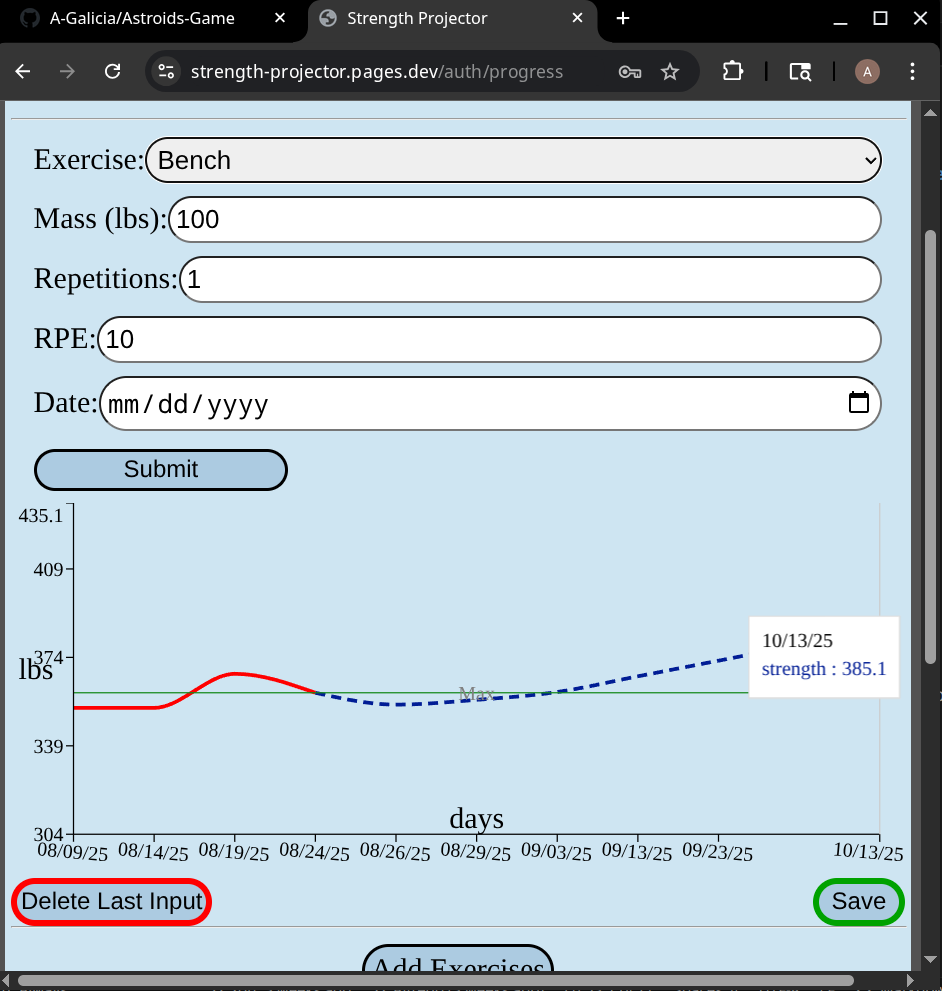 A-Galicia/Astroids-Game
Strength Projector
strength-projector.pages.dev/auth/progress
A
Exercise: Bench
Mass (lbs): 100
Repetitions: 1
RPE: 10
Date: mm/dd/yyyy
Submit
435.1
409
374
lbs
339
304
10/13/25
strength : 385.1
Max
days
08/09/25 08/14/25 08/19/25 08/24/25 08/26/25 08/29/25 09/03/25 09/13/25 09/23/25 10/13/25
Delete Last Input
Save
Add Exercises